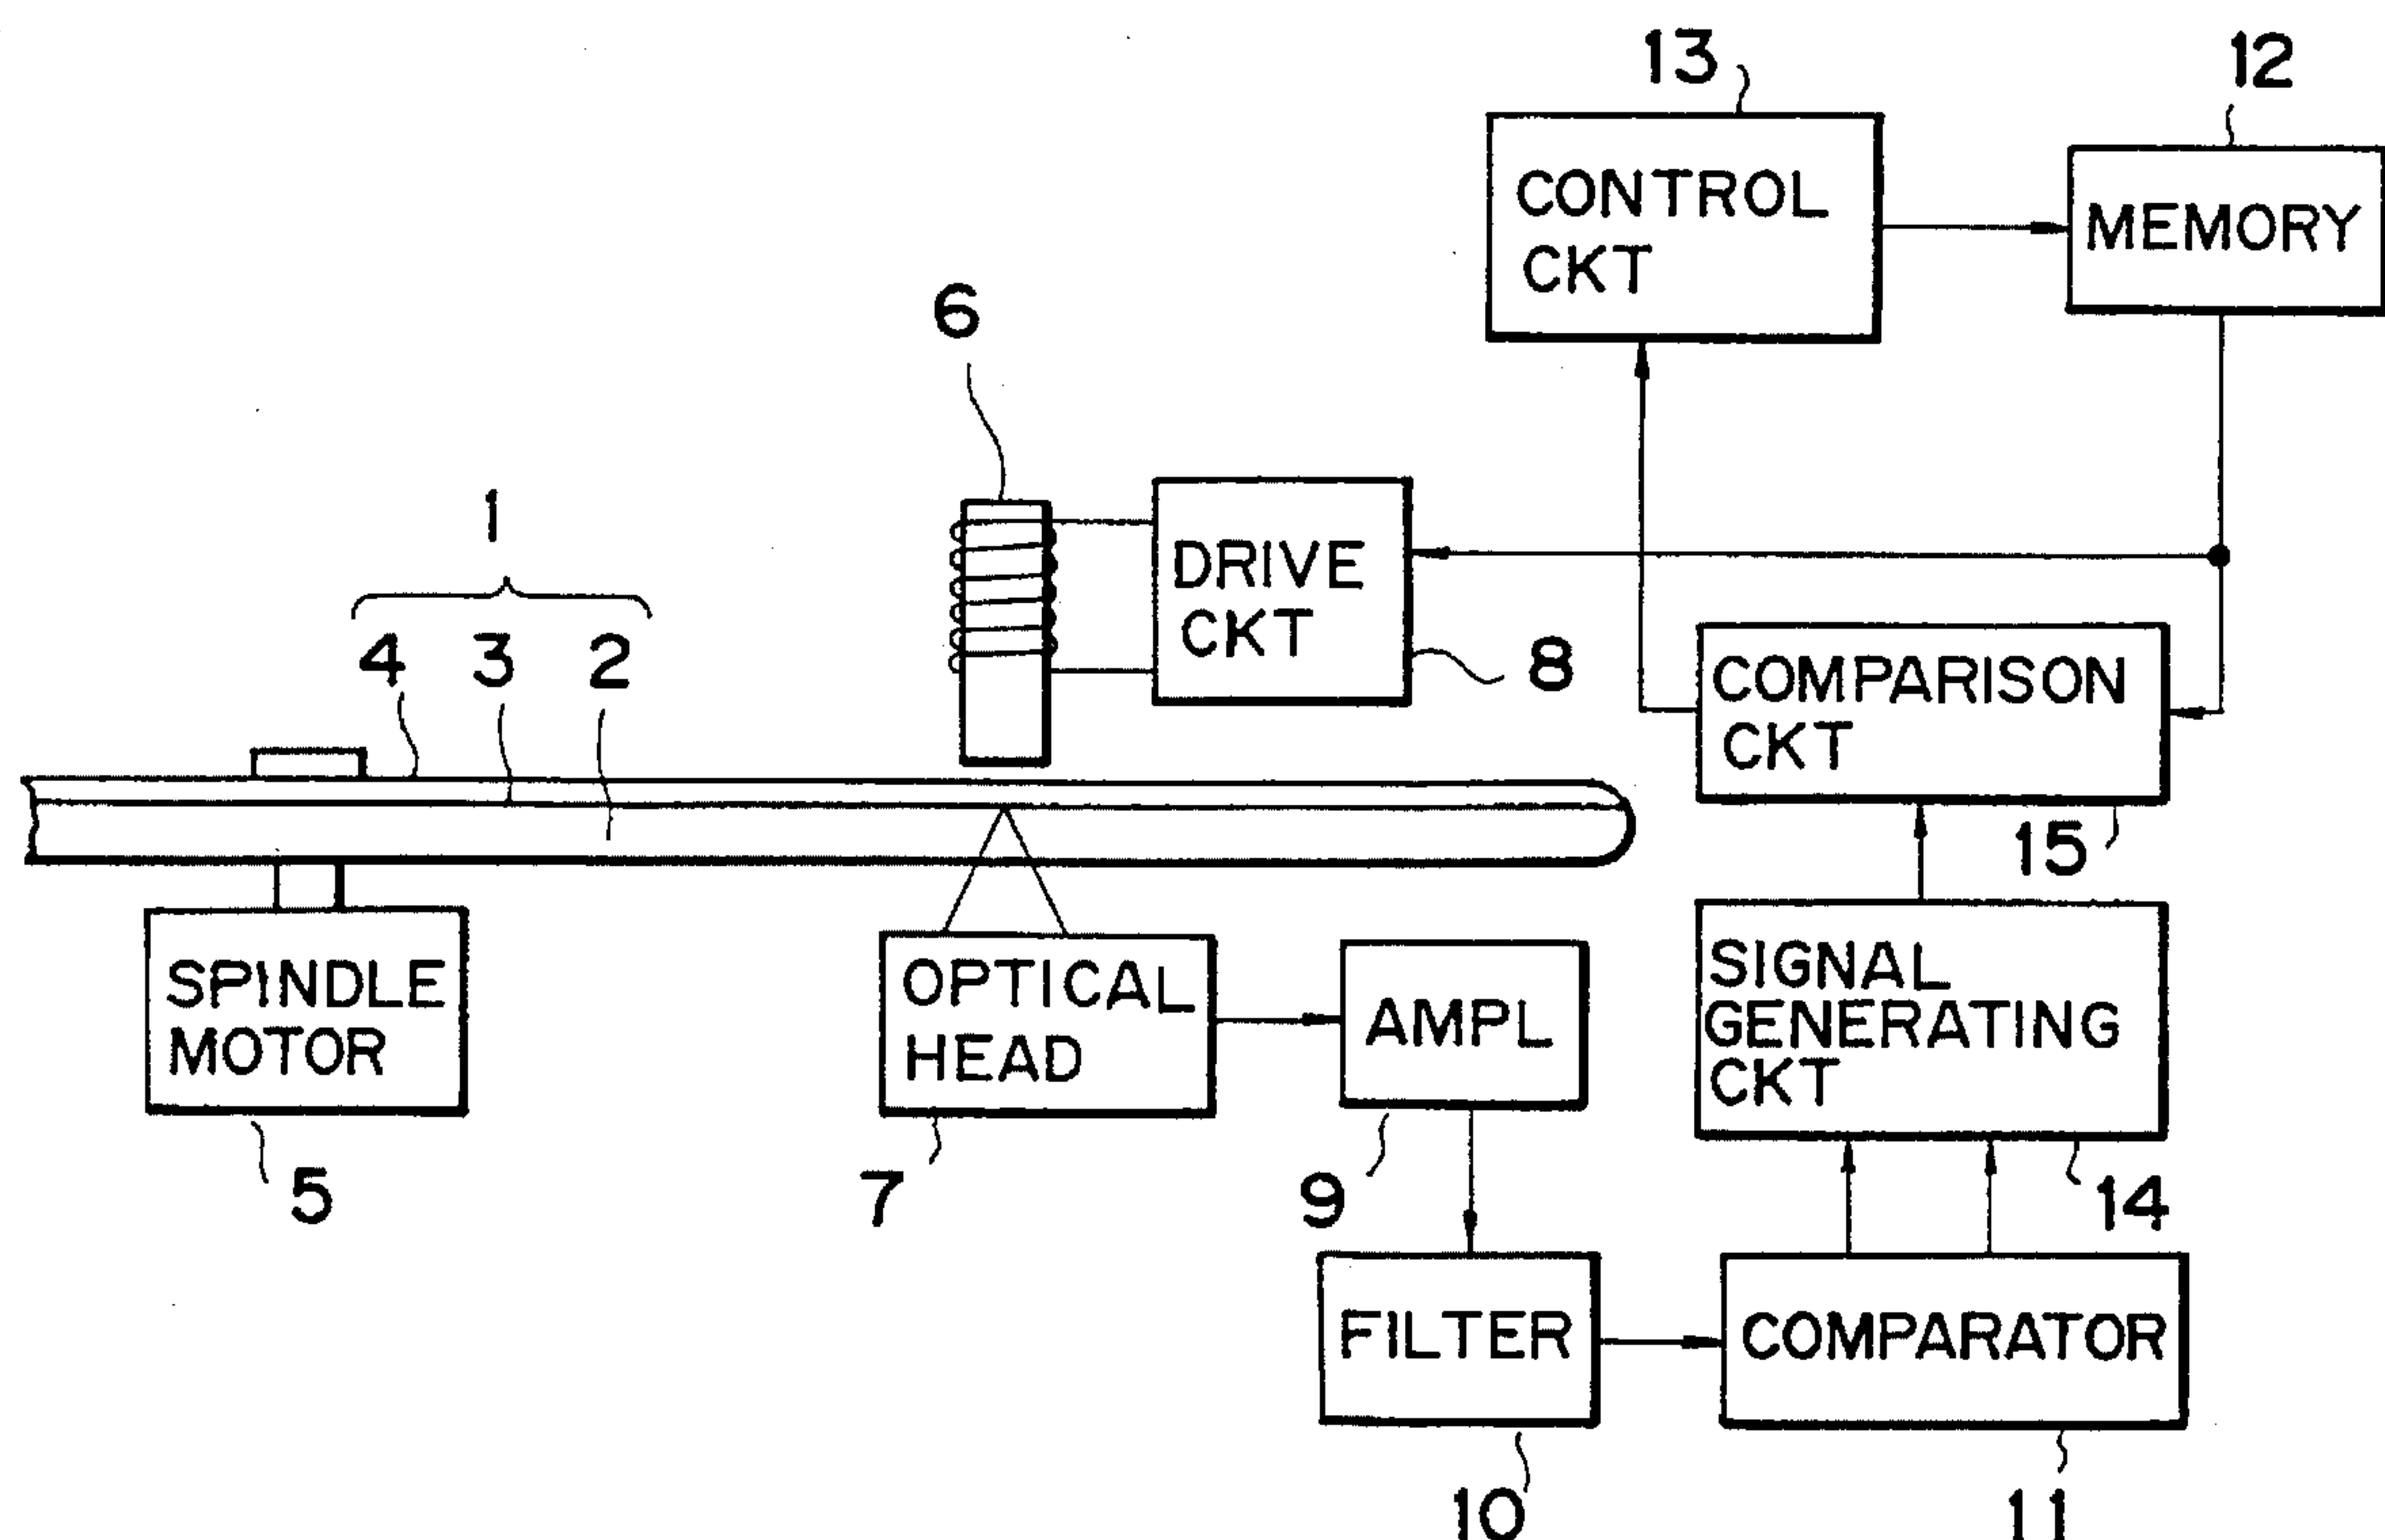 13
12
CONTROL
CKT
MEMORY
6
1
DRIVE
CKT
4 3 2
8
COMPARISON
CKT
15
SPINDLE
MOTOR
OPTICAL
HEAD
AMPL
SIGNAL
GENERATING
CKT
5
7
9
14
FILTER
COMPARATOR
10
11